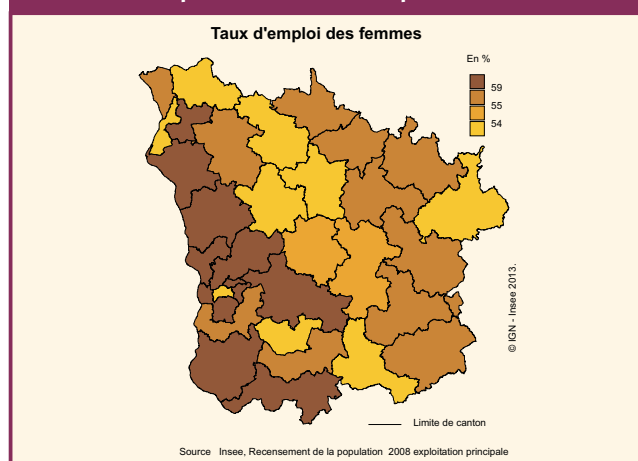 Taux d'emploi des femmes
En %
59
55
54
© IGN - Insee 2013.
Limite de canton
Source Insee, Recensement de la population 2008 exploitation principale